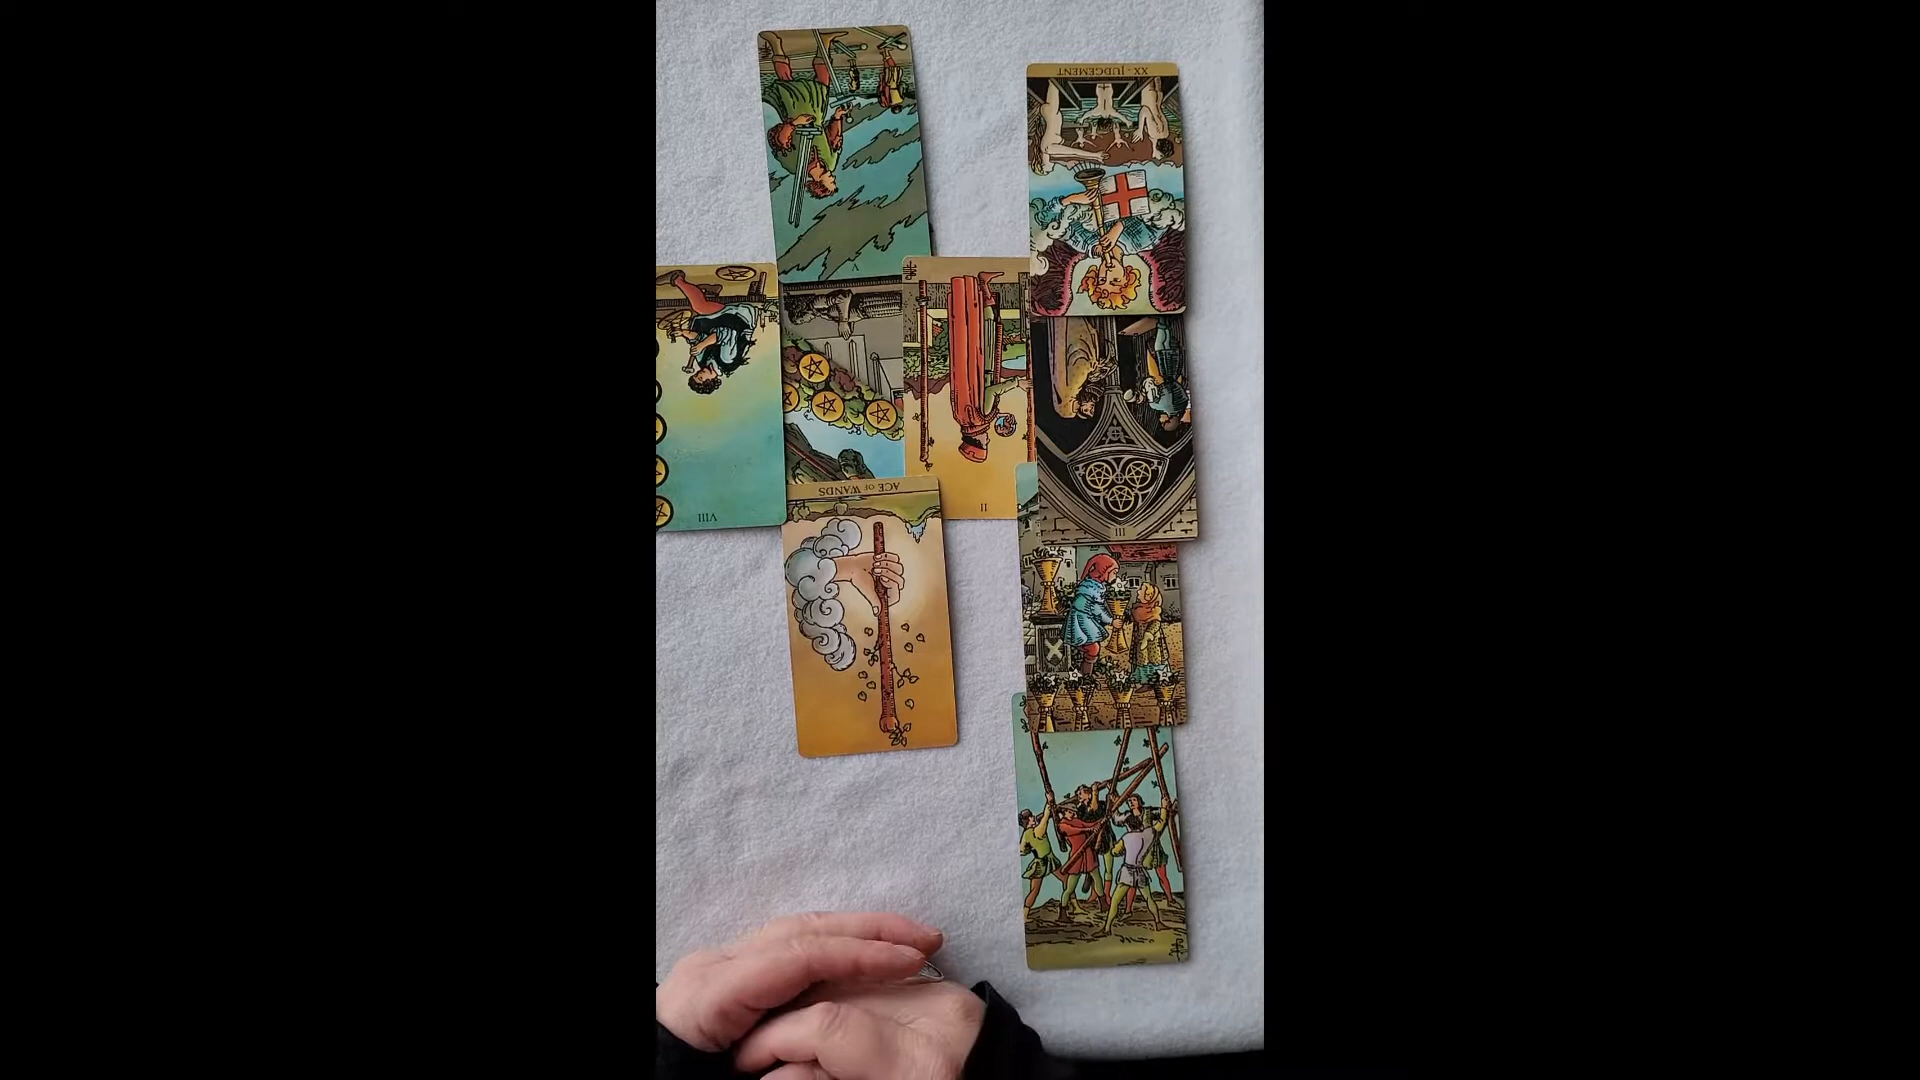 XX - JUDGEMENT
V
II
VIII
ACE OF WANDS
III